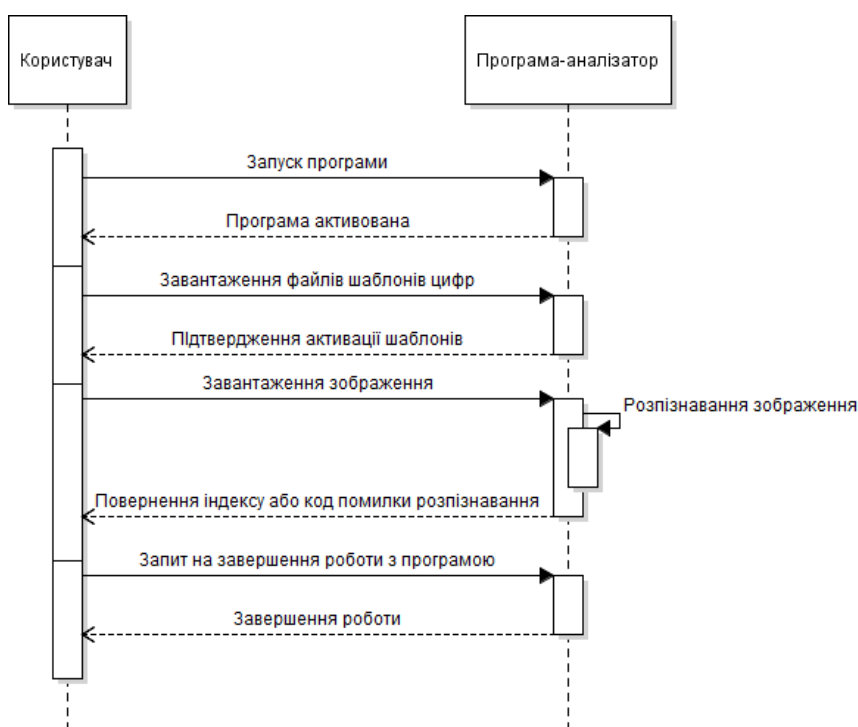 Користувач
Програма-аналізатор
Запуск програми
Програма активована
Завантаження файлів шаблонів цифр
Підтвердження активації шаблонів
Завантаження зображення
Розпізнавання зображення
Повернення індексу або код помилки розпізнавання
Запит на завершення роботи з програмою
Завершення роботи